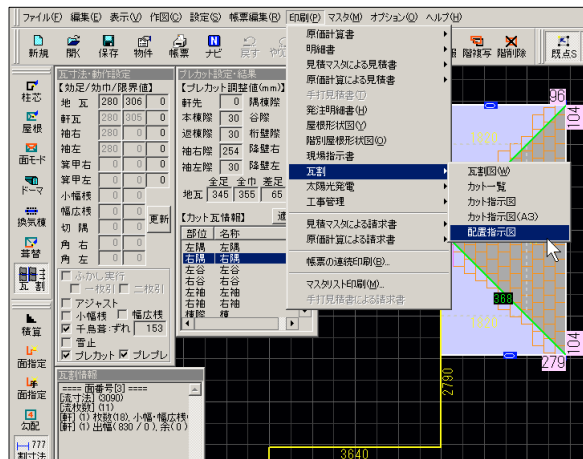 ファイル(F) 編集(E) 表示(V) 作図(C) 設定(S) 帳票編集(R) 印刷(P) マスタ(M) オプション(O) ヘルプ(H)
新規 開く 保存 物件 帳票 ナビ 戻す 階複写 階削除 既点S
原価計算書
明細書
見積マスタによる見積書
原価計算による見積書
手打見積書(T)
発注明細書(H)
屋根形状図(Y)
階別屋根形状図(Q)
現場指示書
瓦割
太陽光発電
工事管理
見積マスタによる請求書
原価計算による請求書
帳票の連続印刷(B)...
マスタリスト印刷(M)...
手打見積書による請求書
瓦割図(W)
カット一覧
カット指示図
カット指示図(A3)
配置指示図
柱芯
屋根
面モード
ドーマ
換気棟
葺替
瓦 割
積算
面指定
面指定
勾配
777
割寸法
瓦寸法・動作設定
【効足/効巾/限界値】
地 瓦 280 306 0
軒瓦 280 305 0
袖右 280 0
袖左 280 0
箕甲右 0 0
箕甲左 0 0
小幅桟 0
幅広桟 0
切 隅 0
角 右 0
角 左 0
更新
ふかし実行
一枚引 二枚引
アジャスト
小幅桟 幅広桟
千鳥葺:ずれ 153
雪止
プレカット プレプレ
プレカット設定・結果
【プレカット調整値(mm)】
軒先 0 隅棟際
本棟際 30 谷際
返棟際 30 桁壁際
袖右際 254 降壁右
袖左際 30 降壁左
全足 全巾 差足
地瓦 345 355 65
【カット瓦情報】
部位 名称
左隅 左隅
右隅 右隅
左谷 左谷
右谷 右谷
左袖 左袖
右袖 右袖
棟際 棟
瓦割情報
==== 面番号[3] ====
[流寸法] (3090)
[流枚数] (11)
[軒] (1) 枚数(18), 小幅・幅広桟
[軒] (1) 出幅( 830 / 0 ), 余( 0 )
96
104
0
1820
368
1820
104
0
279
2790
3640